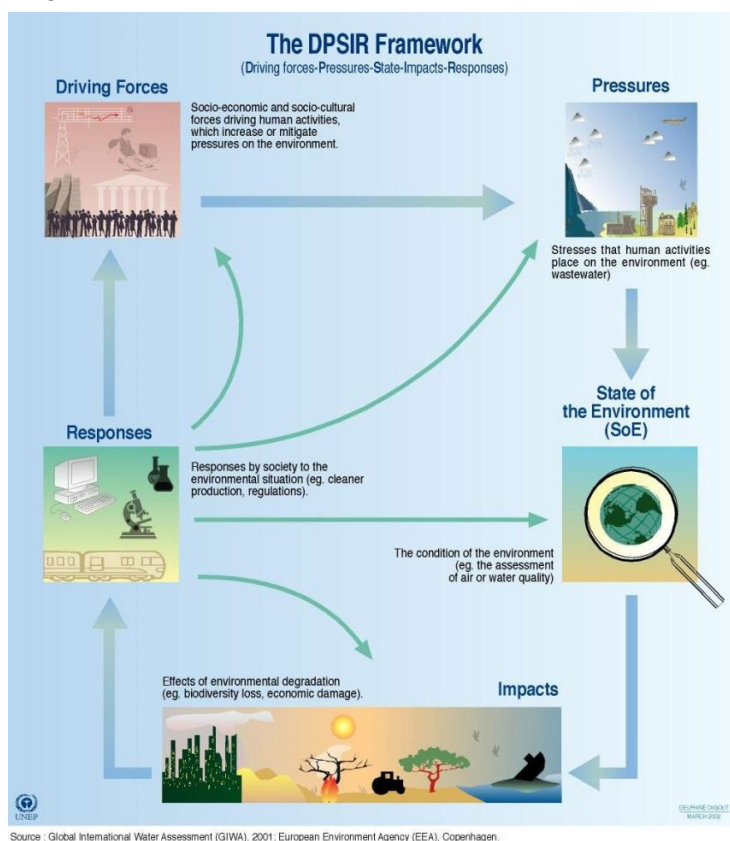 The DPSIR Framework
(Driving forces-Pressures-State-Impacts-Responses)
Driving Forces
Socio-economic and socio-cultural
forces driving human activities,
which increase or mitigate
pressures on the environment.
Pressures
Stresses that human activities
place on the environment (eg.
wastewater)
State of
the Environment
(SoE)
Responses
Responses by society to the
environmental situation (eg. cleaner
production, regulations).
The condition of the environment
(eg. the assessment
of air or water quality)
Effects of environmental degradation
(eg. biodiversity loss, economic damage).
Impacts
UNEP
DELPHINE DIGOUT
MARCH 2002
Source : Global International Water Assessment (GIWA), 2001; European Environment Agency (EEA), Copenhagen.